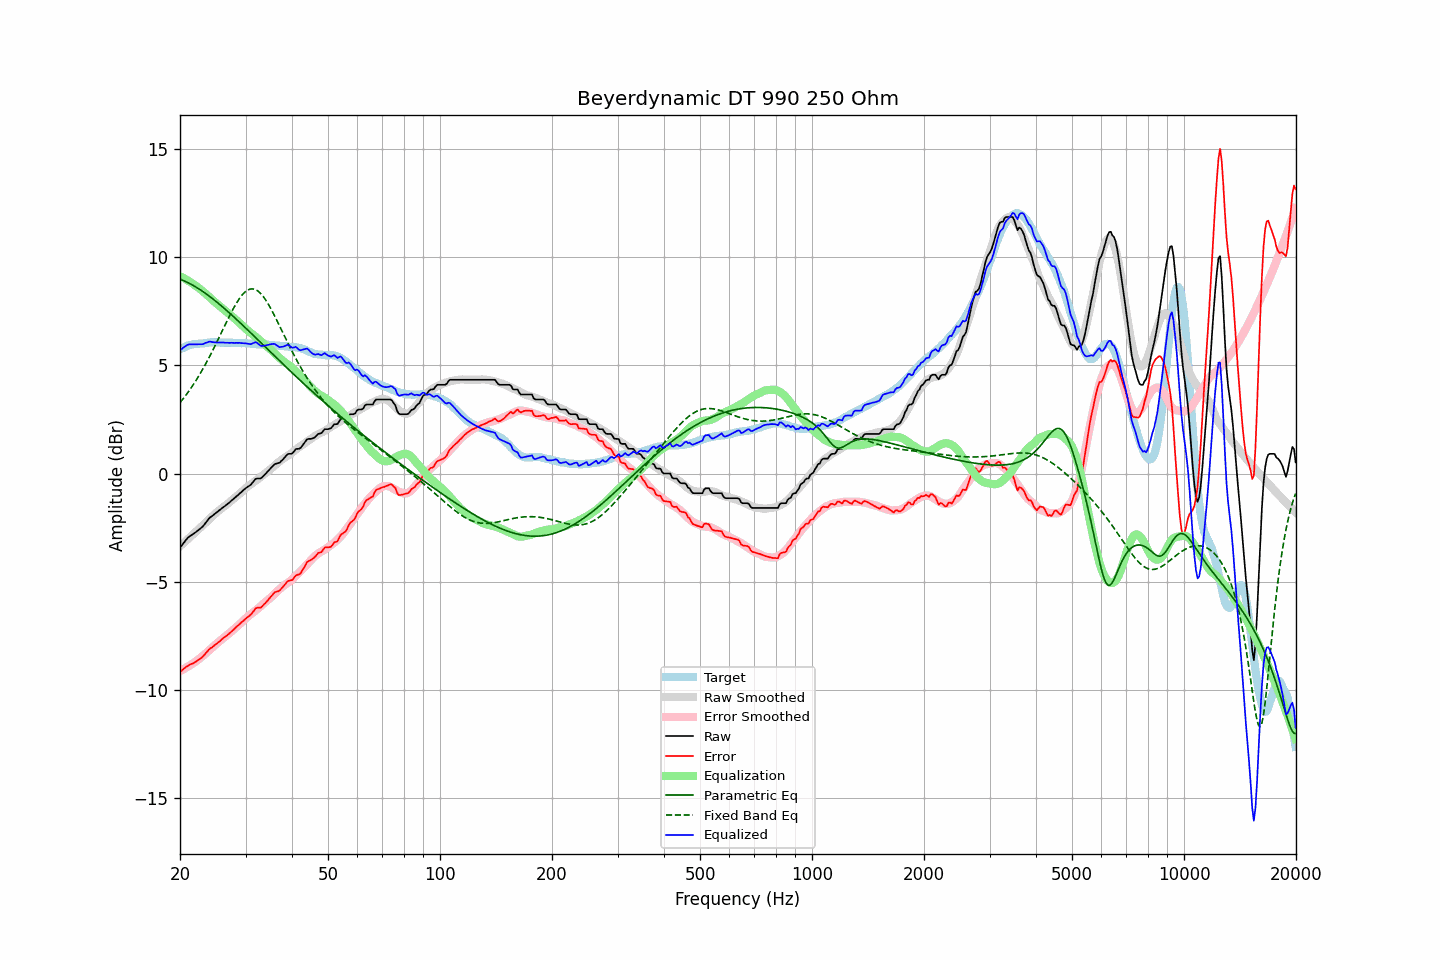 Beyerdynamic DT 990 250 Ohm
Amplitude (dBr)
15
10
5
0
−5
−10
−15
Target
Raw Smoothed
Error Smoothed
Raw
Error
Equalization
Parametric Eq
Fixed Band Eq
Equalized
20 50 100 200 500 1000 2000 5000 10000 20000
Frequency (Hz)